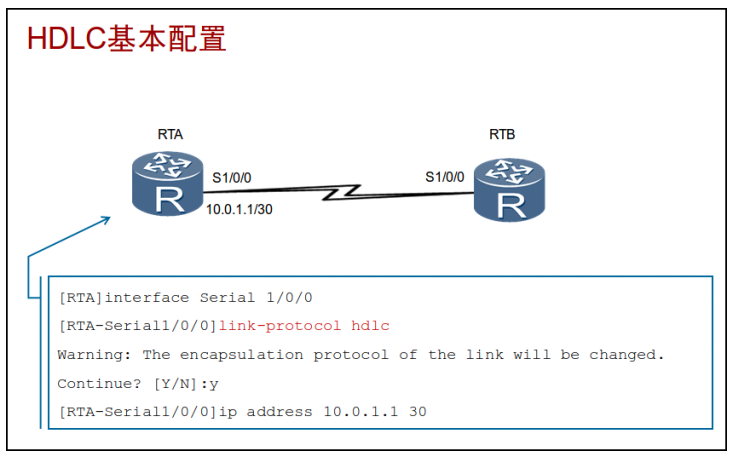 HDLC基本配置
RTA
RTB
S1/0/0
S1/0/0
R
R
10.0.1.1/30
[RTA]interface Serial 1/0/0
[RTA-Serial1/0/0]link-protocol hdlc
Warning: The encapsulation protocol of the link will be changed.
Continue? [Y/N]:y
[RTA-Serial1/0/0]ip address 10.0.1.1 30